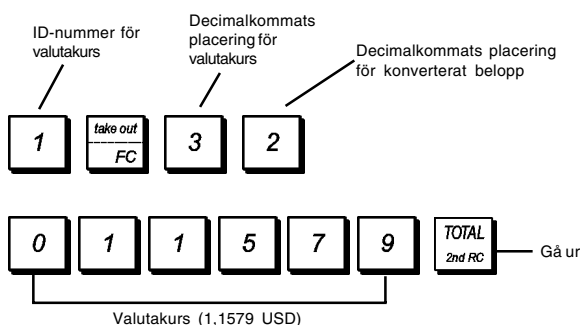 ID-nummer för
valutakurs
Decimalkommats
placering för
valutakurs
Decimalkommats placering
för konverterat belopp
1
take out
FC
3
2
0
1
1
5
7
9
TOTAL
2nd RC
Gå ur
Valutakurs (1,1579 USD)